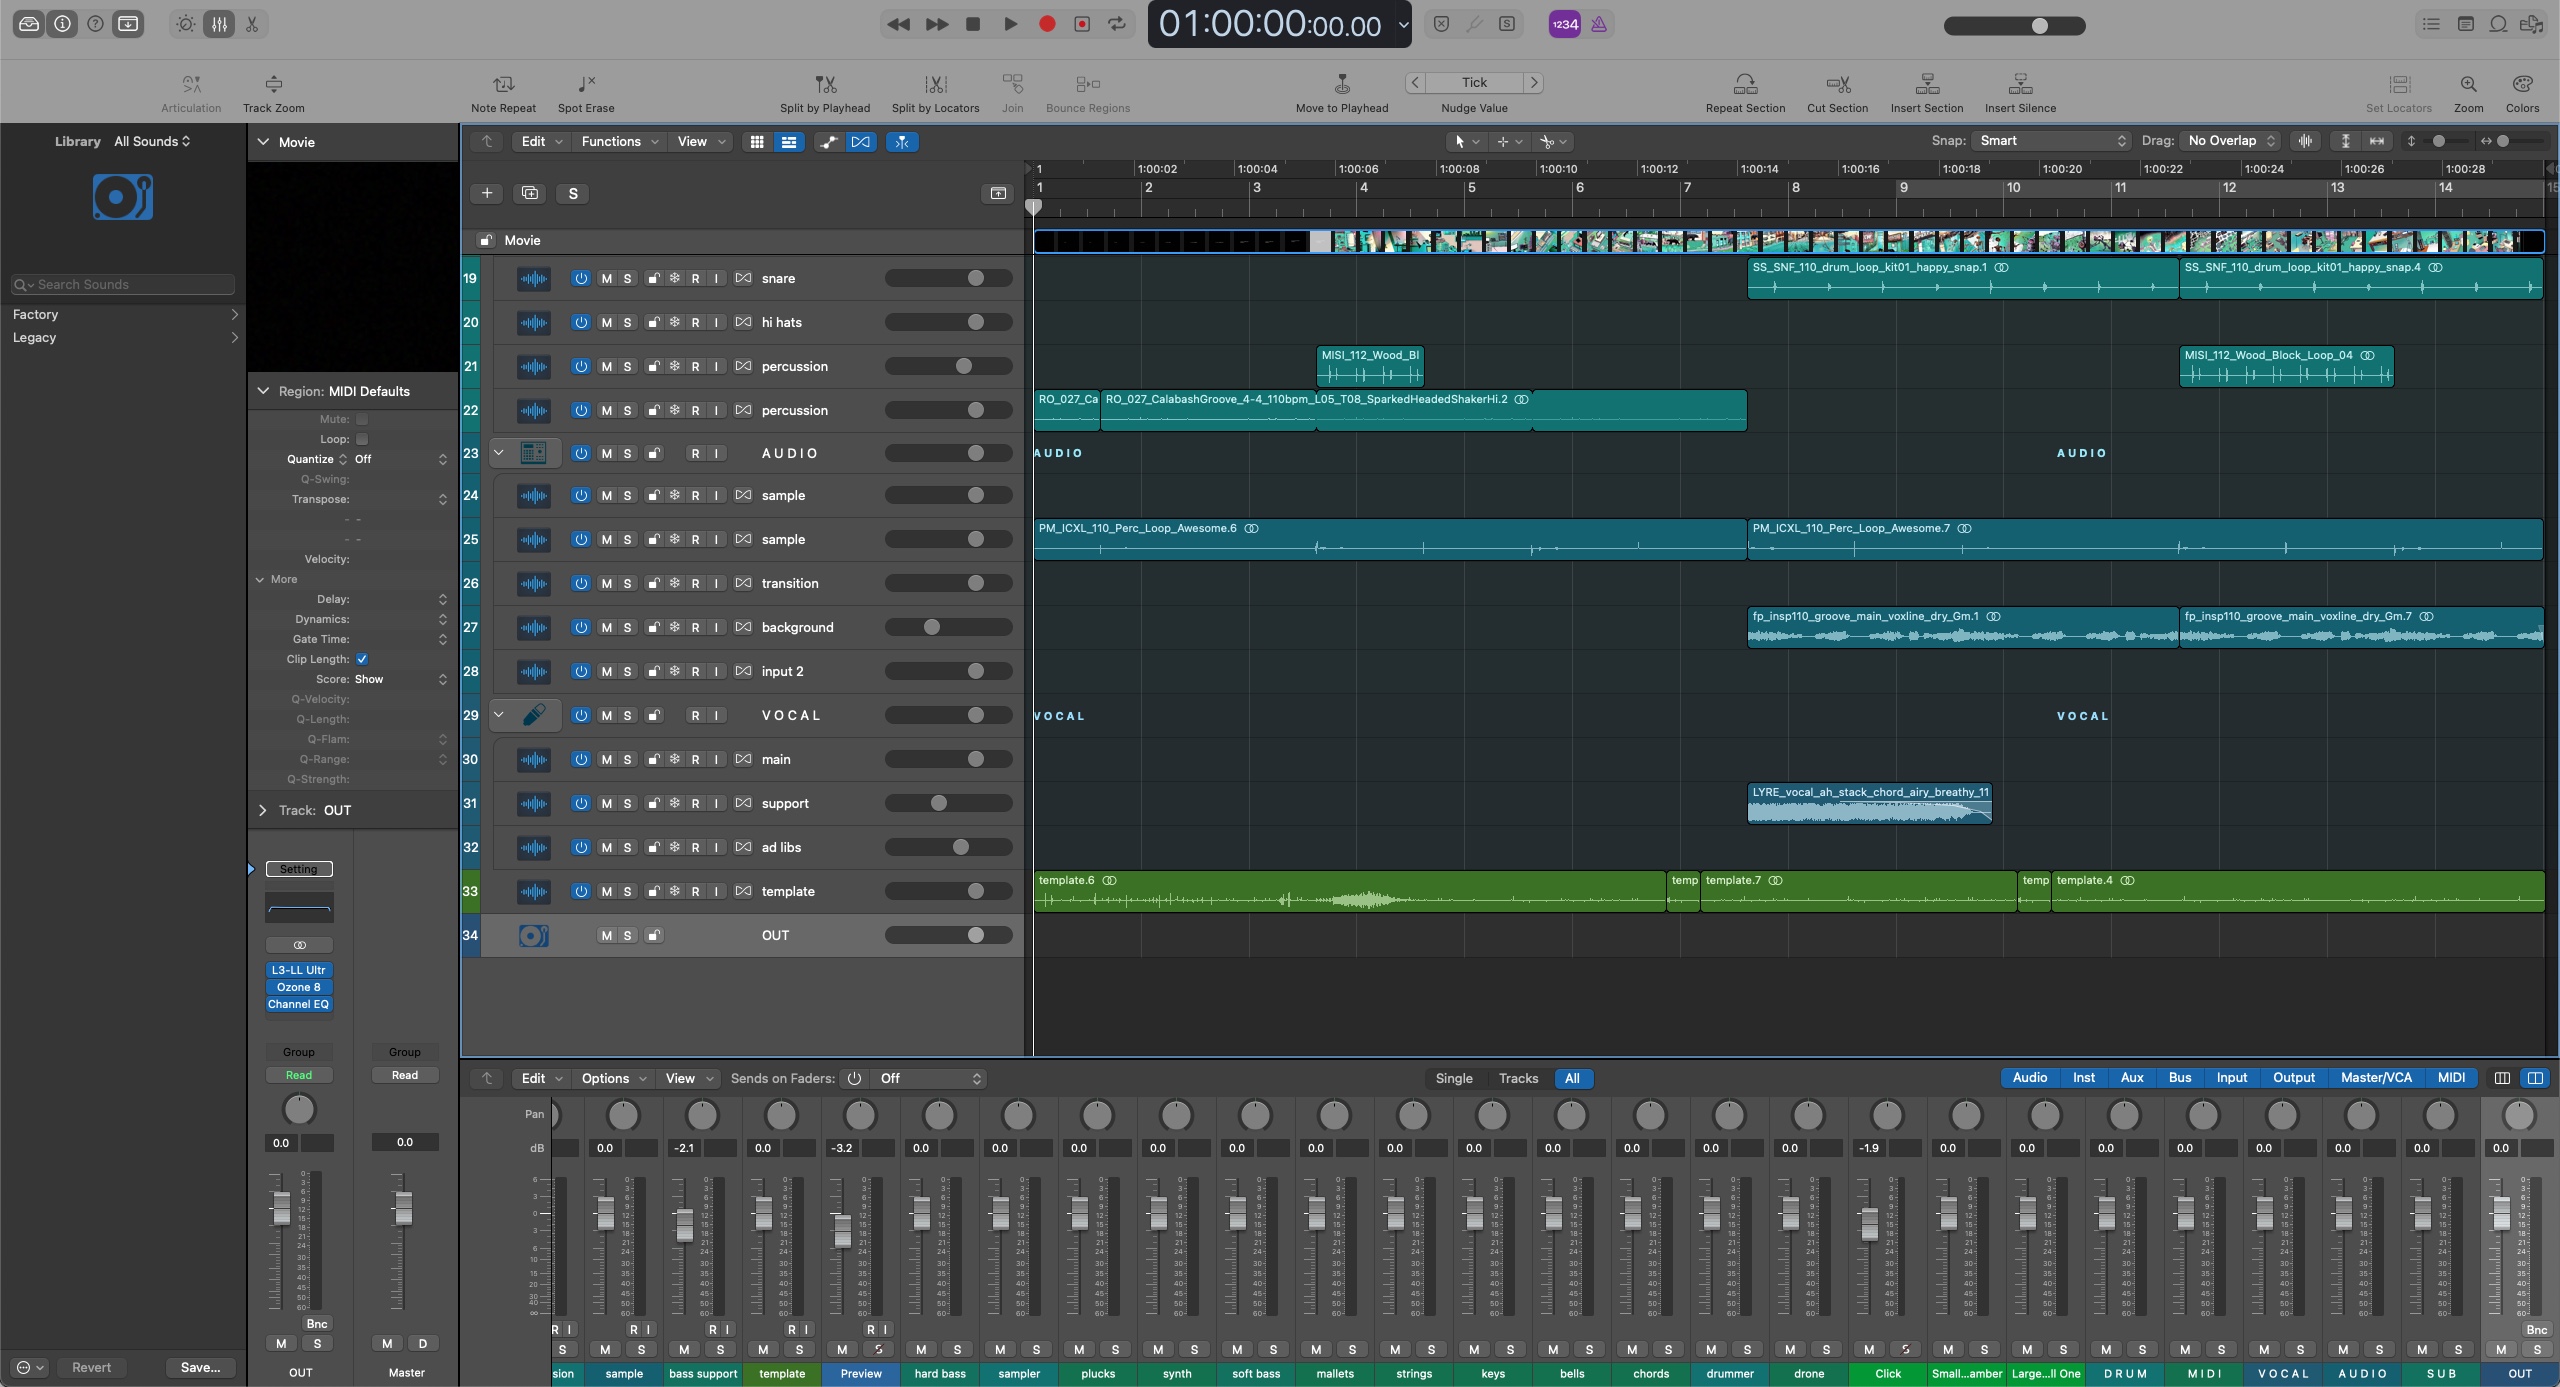 01:00:00:00.00
1234
Articulation Track Zoom Note Repeat Spot Erase Split by Playhead Split by Locators Join Bounce Regions Move to Playhead Tick Nudge Value Repeat Section Cut Section Insert Section Insert Silence Set Locators Zoom Colors
Library All Sounds
Search Sounds
Factory
Legacy
Revert Save...
Movie
Region: MIDI Defaults
Mute:
Loop:
Quantize Off
Q-Swing:
Transpose:
- -
- -
Velocity:
More
Delay:
Dynamics:
Gate Time:
Clip Length:
Score: Show
Q-Velocity:
Q-Length:
Q-Flam:
Q-Range:
Q-Strength:
Track: OUT
Setting
L3-LL Ultr
Ozone 8
Channel EQ
Group Group
Read Read
0.0 0.0
Bnc
M S M D
OUT Master
Edit Functions View Snap: Smart Drag: No Overlap
1 1:00:02 1:00:04 1:00:06 1:00:08 1:00:10 1:00:12 1:00:14 1:00:16 1:00:18 1:00:20 1:00:22 1:00:24 1:00:26 1:00:28
1 2 3 4 5 6 7 8 9 10 11 12 13 14 15
S
Movie
19 M S R I snare SS_SNF_110_drum_loop_kit01_happy_snap.1 SS_SNF_110_drum_loop_kit01_happy_snap.4
20 M S R I hi hats
21 M S R I percussion MISI_112_Wood_Bl MISI_112_Wood_Block_Loop_04
22 M S R I percussion RO_027_Ca RO_027_CalabashGroove_4-4_110bpm_L05_T08_SparkedHeadedShakerHi.2
23 M S R I AUDIO AUDIO AUDIO
24 M S R I sample
25 M S R I sample PM_ICXL_110_Perc_Loop_Awesome.6 PM_ICXL_110_Perc_Loop_Awesome.7
26 M S R I transition
27 M S R I background fp_insp110_groove_main_voxline_dry_Gm.1 fp_insp110_groove_main_voxline_dry_Gm.7
28 M S R I input 2
29 M S R I VOCAL VOCAL VOCAL
30 M S R I main
31 M S R I support LYRE_vocal_ah_stack_chord_airy_breathy_11
32 M S R I ad libs
33 M S R I template template.6 temp template.7 temp template.4
34 M S OUT
Edit Options View Sends on Faders: Off Single Tracks All Audio Inst Aux Bus Input Output Master/VCA MIDI
Pan
dB 0.0 -2.1 0.0 -3.2 0.0 0.0 0.0 0.0 0.0 0.0 0.0 0.0 0.0 0.0 0.0 0.0 -1.9 0.0 0.0 0.0 0.0 0.0 0.0 0.0 0.0
R I R I R I R I R I Bnc
S M S M S M S M M S M S M S M S M S M S M S M S M S M S M S M S M M S M S M S M S M S M S M S M S
sion sample bass support template Preview hard bass sampler plucks synth soft bass mallets strings keys bells chords drummer drone Click Small...amber Large...ll One DRUM MIDI VOCAL AUDIO SUB OUT